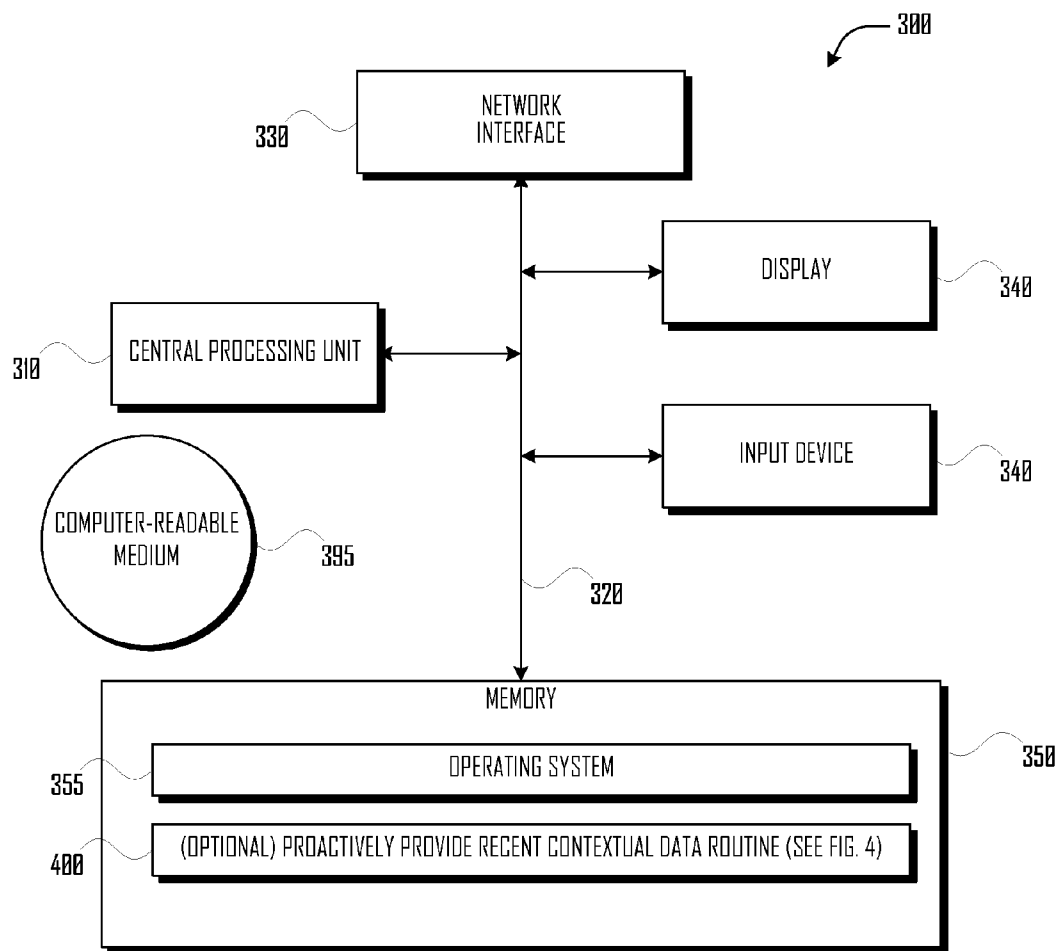 300
NETWORK
INTERFACE
330
DISPLAY
340
CENTRAL PROCESSING UNIT
310
INPUT DEVICE
340
COMPUTER-READABLE
MEDIUM
395
320
MEMORY
350
OPERATING SYSTEM
355
(OPTIONAL) PROACTIVELY PROVIDE RECENT CONTEXTUAL DATA ROUTINE (SEE FIG. 4)
400